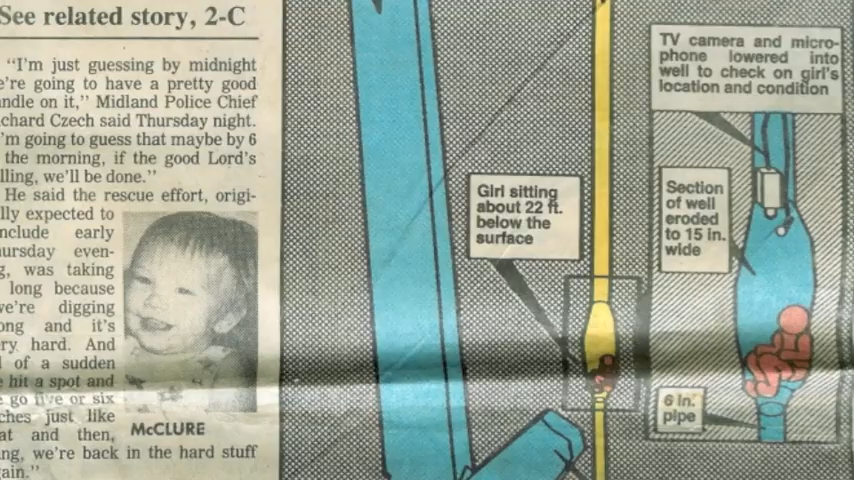 See related story, 2-C
"I'm just guessing by midnight
e're going to have a pretty good
ndle on it," Midland Police Chief
chard Czech said Thursday night.
'm going to guess that maybe by 6
the morning, if the good Lord's
lling, we'll be done."
He said the rescue effort, origi-
lly expected to
nclude early
ursday even-
g, was taking
long because
ve're digging
ong and it's
ry hard. And
l of a sudden
e hit a spot and
e go five or six
ches just like
at and then,
ng, we're back in the hard stuff
ain."
McCLURE
Girl sitting
about 22 ft.
below the
surface
TV camera and micro-
phone lowered into
well to check on girl's
location and condition
Section
of well
eroded
to 15 in.
wide
6 in.
pipe